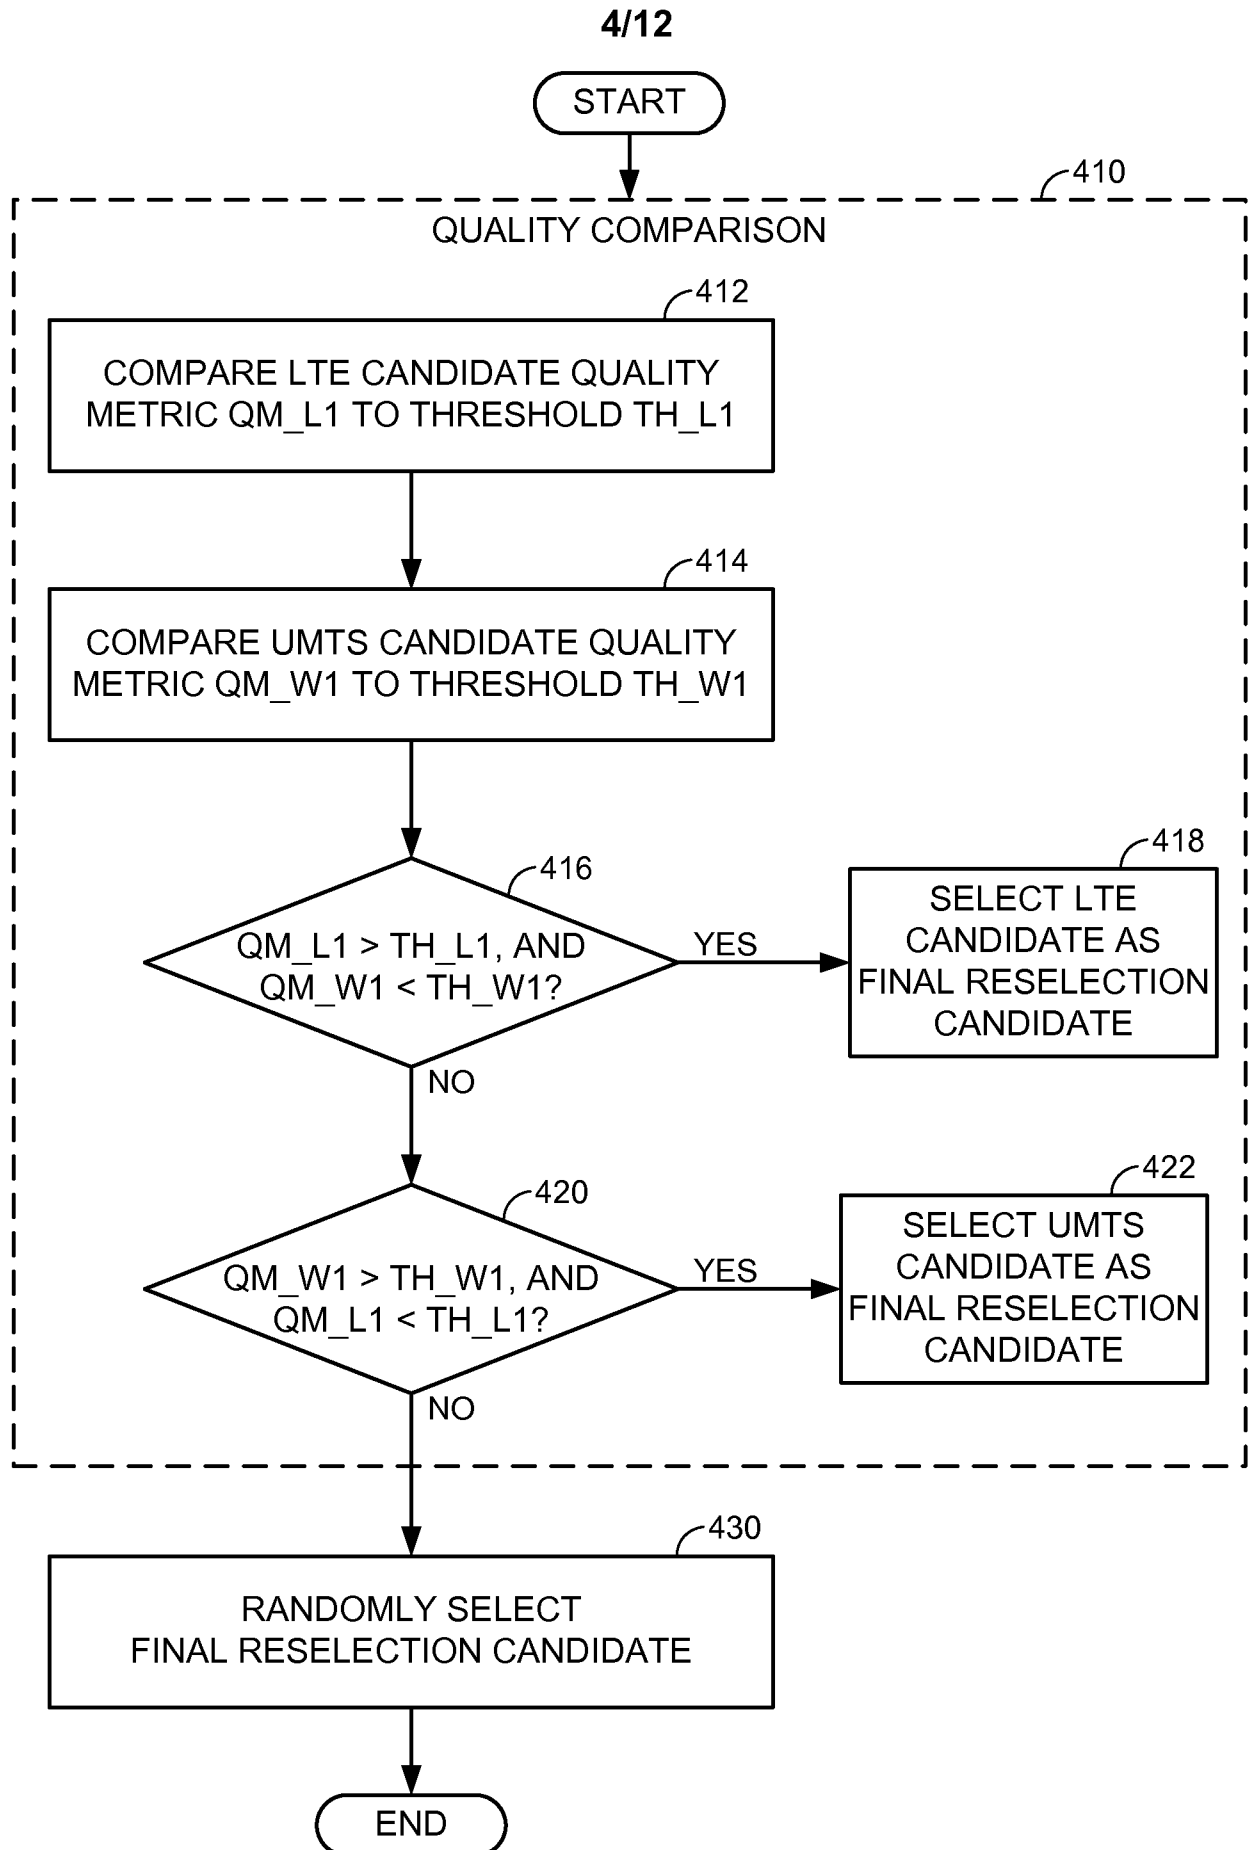 4/12
START
410
QUALITY COMPARISON
412
COMPARE LTE CANDIDATE QUALITY
METRIC QM_L1 TO THRESHOLD TH_L1
414
COMPARE UMTS CANDIDATE QUALITY
METRIC QM_W1 TO THRESHOLD TH_W1
416
QM_L1 > TH_L1, AND
QM_W1 < TH_W1?
YES
418
SELECT LTE
CANDIDATE AS
FINAL RESELECTION
CANDIDATE
NO
420
QM_W1 > TH_W1, AND
QM_L1 < TH_L1?
YES
422
SELECT UMTS
CANDIDATE AS
FINAL RESELECTION
CANDIDATE
NO
430
RANDOMLY SELECT
FINAL RESELECTION CANDIDATE
END